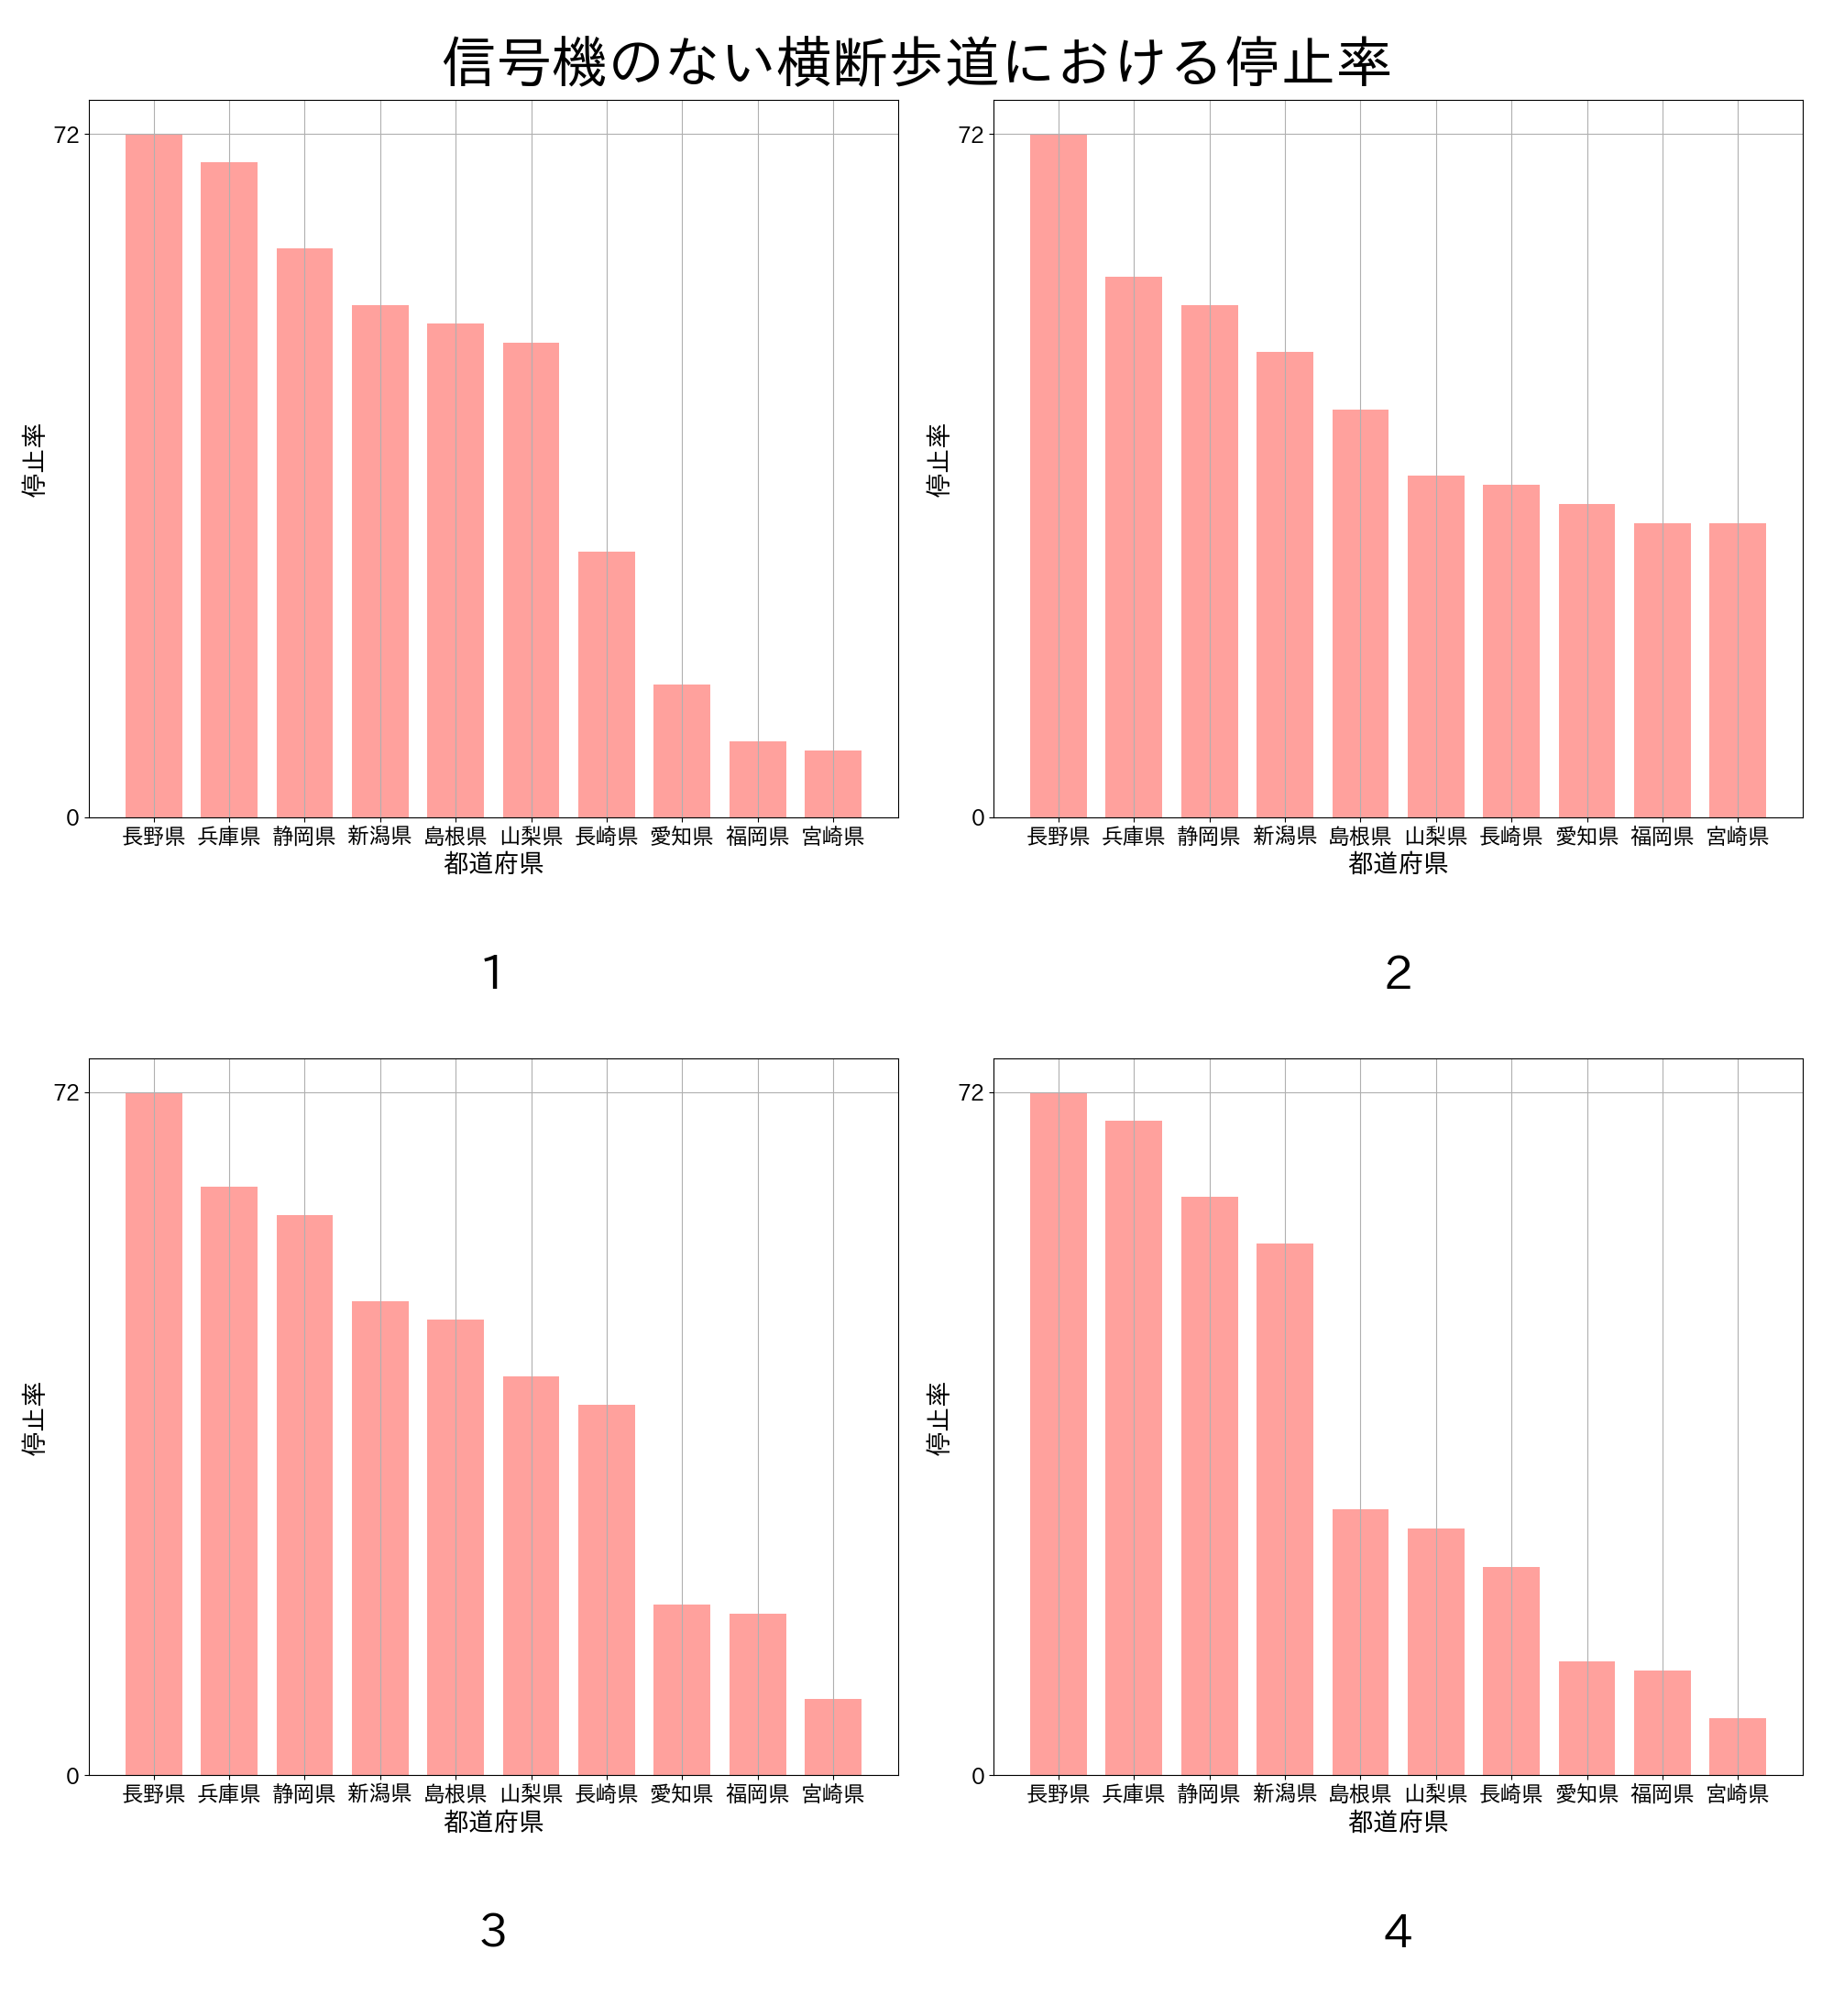 信号機のない横断歩道における停止率
72
0
停止率
長野県 兵庫県 静岡県 新潟県 島根県 山梨県 長崎県 愛知県 福岡県 宮崎県
都道府県
1
72
0
停止率
長野県 兵庫県 静岡県 新潟県 島根県 山梨県 長崎県 愛知県 福岡県 宮崎県
都道府県
2
72
0
停止率
長野県 兵庫県 静岡県 新潟県 島根県 山梨県 長崎県 愛知県 福岡県 宮崎県
都道府県
3
72
0
停止率
長野県 兵庫県 静岡県 新潟県 島根県 山梨県 長崎県 愛知県 福岡県 宮崎県
都道府県
4